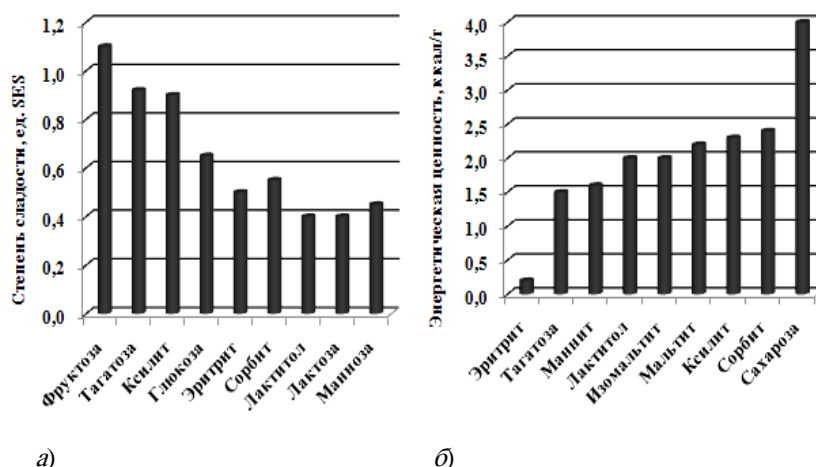 Степень сладости, ед. SES
1,2
1,0
0,8
0,6
0,4
0,2
0,0
Фруктоза
Тагатоза
Ксилит
Глюкоза
Эритрит
Сорбит
Лактитол
Лактоза
Манноза
а)
Энергетическая ценность, ккал/г
4,0
3,5
3,0
2,5
2,0
1,5
1,0
0,5
0,0
Эритрит
Тагатоза
Маннит
Лактитол
Изомальтит
Мальтит
Ксилит
Сорбит
Сахароза
б)